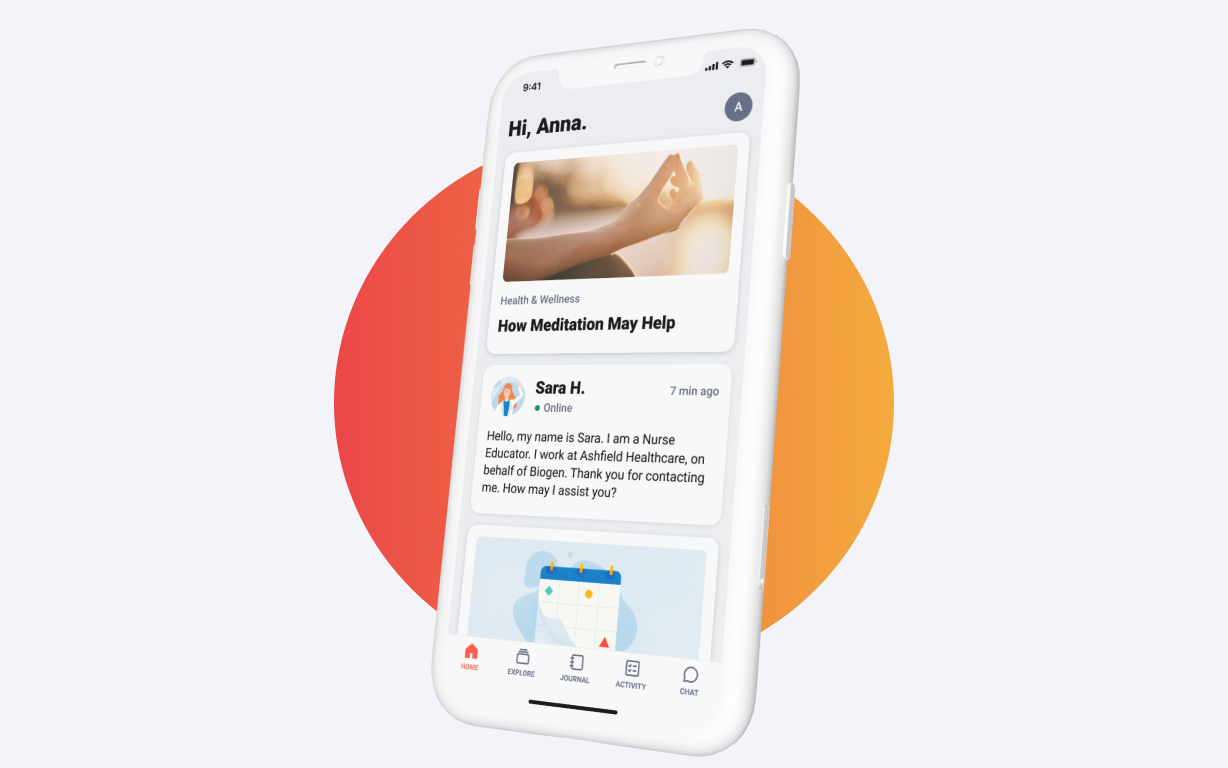 9:41
A
Hi, Anna.
Health & Wellness
How Meditation May Help
Sara H.
7 min ago
Online
Hello, my name is Sara. I am a Nurse
Educator. I work at Ashfield Healthcare, on
behalf of Biogen. Thank you for contacting
me. How may I assist you?
HOME
EXPLORE
JOURNAL
ACTIVITY
CHAT